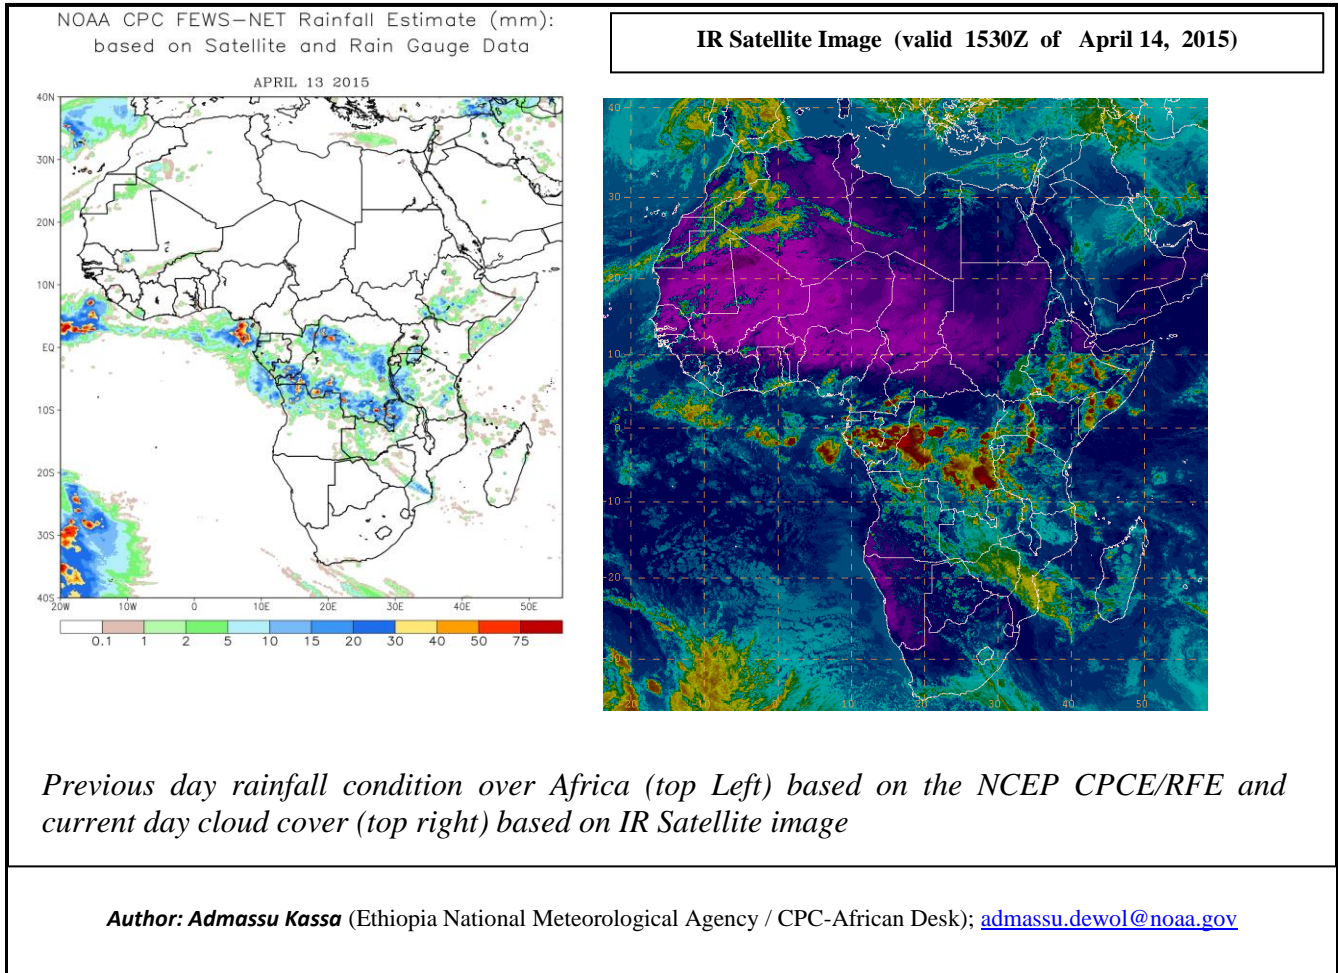 NOAA CPC FEWS-NET Rainfall Estimate (mm):
based on Satellite and Rain Gauge Data
APRIL 13 2015
40N
30N
20N
10N
EQ
10S
20S
30S
40S
20W 10W 0 10E 20E 30E 40E 50E
0.1 1 2 5 10 15 20 30 40 50 75
IR Satellite Image (valid 1530Z of April 14, 2015)
40
30
20
10
0
-10
-20
-30
-20 -10 0 10 20 30 40 50
Previous day rainfall condition over Africa (top Left) based on the NCEP CPCE/RFE and
current day cloud cover (top right) based on IR Satellite image
Author: Admassu Kassa (Ethiopia National Meteorological Agency / CPC-African Desk); admassu.dewol@noaa.gov